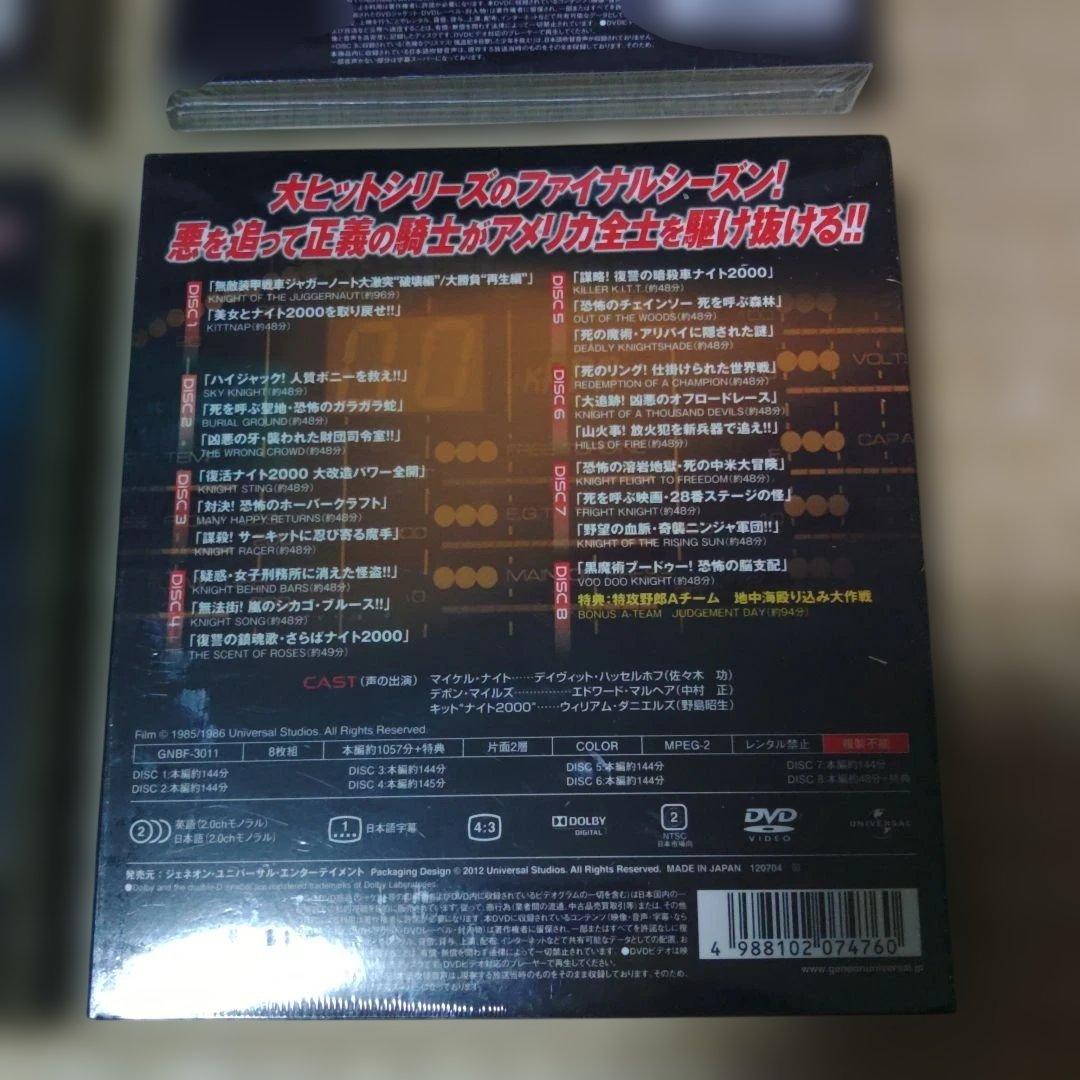 大ヒットシリーズのファイナルシーズン!
悪を追って正義の騎士がアメリカ全土を駆け抜ける!!
DISC 1
「無敵装甲戦車ジャガーノート大激突"破壊編"/大勝負"再生編"」
KNIGHT OF THE JUGGERNAUT(約96分)
「美女とナイト2000を取り戻せ!!」
KITTNAP(約48分)
DISC 2
「ハイジャック! 人質ボニーを救え!!」
SKY KNIGHT(約48分)
「死を呼ぶ聖地・恐怖のガラガラ蛇」
BURIAL GROUND(約48分)
「凶悪の牙・襲われた財団司令室!!」
THE WRONG CROWD(約48分)
DISC 3
「復活ナイト2000 大改造パワー全開」
KNIGHT STING(約48分)
「対決! 恐怖のホーバークラフト」
MANY HAPPY RETURNS(約48分)
「謀殺! サーキットに忍び寄る魔手」
KNIGHT RACER(約48分)
DISC 4
「疑惑・女子刑務所に消えた怪盗!!」
KNIGHT BEHIND BARS(約48分)
「無法街! 嵐のシカゴ・ブルース!!」
KNIGHT SONG(約48分)
「復讐の鎮魂歌・さらばナイト2000」
THE SCENT OF ROSES(約49分)
DISC 5
「謀略! 復讐の暗殺車ナイト2000」
KILLER K.I.T.T.(約48分)
「恐怖のチェインソー 死を呼ぶ森林」
OUT OF THE WOODS(約48分)
「死の魔術・アリバイに隠された謎」
DEADLY KNIGHTSHADE(約48分)
DISC 6
「死のリング! 仕掛けられた世界戦」
REDEMPTION OF A CHAMPION(約48分)
「大追跡! 凶悪のオフロードレース」
KNIGHT OF A THOUSAND DEVILS(約48分)
「山火事! 放火犯を新兵器で追え!!」
HILLS OF FIRE(約48分)
DISC 7
「恐怖の溶岩地獄・死の中米大冒険」
KNIGHT FLIGHT TO FREEDOM(約48分)
「死を呼ぶ映画・28番ステージの怪」
FRIGHT KNIGHT(約48分)
「野望の血脈・奇襲ニンジャ軍団!!」
KNIGHT OF THE RISING SUN(約48分)
DISC 8
「黒魔術ブードゥー! 恐怖の脳支配」
VOO DOO KNIGHT(約48分)
特典:特攻野郎Aチーム 地中海殴り込み大作戦
BONUS A-TEAM JUDGEMENT DAY(約94分)
CAST(声の出演) マイケル・ナイト……デイヴィット・ハッセルホフ(佐々木 功)
デボン・マイルズ……………エドワード・マルヘア(中村 正)
キット"ナイト2000"……ウィリアム・ダニエルズ(野島昭生)
Film © 1985/1986 Universal Studios. All Rights Reserved.
GNBF-3011 8枚組 本編約1057分+特典 片面2層 COLOR MPEG-2 レンタル禁止 複製不能
DISC 1:本編約144分 DISC 3:本編約144分 DISC 5:本編約144分 DISC 7:本編約144分
DISC 2:本編約144分 DISC 4:本編約145分 DISC 6:本編約144分 DISC 8:本編約48分+特典
2 英語(2.0chモノラル)
日本語(2.0chモノラル)
1 日本語字幕
4:3
DOLBY
DIGITAL
2
NTSC
日本市場向
DVD
VIDEO
UNIVERSAL
発売元:ジェネオン・ユニバーサル・エンターテイメント Packaging Design © 2012 Universal Studios. All Rights Reserved. MADE IN JAPAN 120704
●Dolby and the double-D symbol are registered trademarks of Dolby Laboratories.
4 988102 074760
www.geneonuniversal.jp